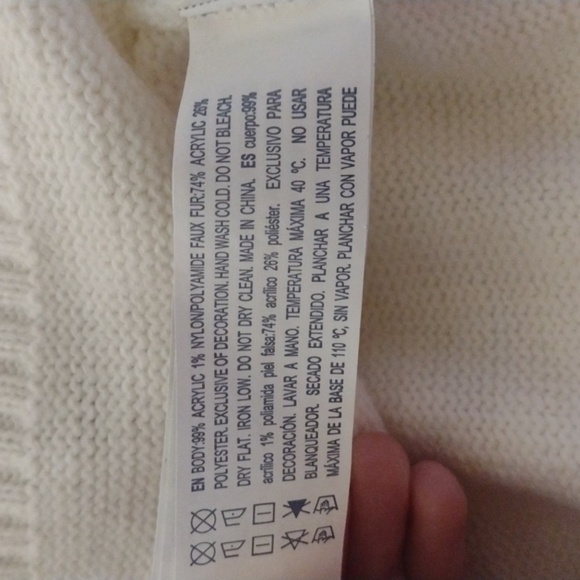 EN BODY:99% ACRYLIC 1% NYLON/POLYAMIDE FAUX FUR:74% ACRYLIC 26%
POLYESTER. EXCLUSIVE OF DECORATION. HAND WASH COLD. DO NOT BLEACH.
DRY FLAT. IRON LOW. DO NOT DRY CLEAN. MADE IN CHINA. ES cuerpo:99%
acrílico 1% poliamida piel falsa:74% acrílico 26% poliéster. EXCLUSIVO PARA
DECORACIÓN. LAVAR A MANO. TEMPERATURA MÁXIMA 40 ºC. NO USAR
BLANQUEADOR. SECADO EXTENDIDO. PLANCHAR A UNA TEMPERATURA
MÁXIMA DE LA BASE DE 110 ºC, SIN VAPOR. PLANCHAR CON VAPOR PUEDE